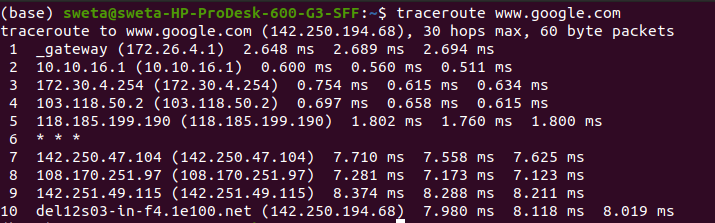 (base) sweta@sweta-HP-ProDesk-600-G3-SFF:~$ traceroute www.google.com
traceroute to www.google.com (142.250.194.68), 30 hops max, 60 byte packets
 1  _gateway (172.26.4.1)  2.648 ms  2.689 ms  2.694 ms
 2  10.10.16.1 (10.10.16.1)  0.600 ms  0.560 ms  0.511 ms
 3  172.30.4.254 (172.30.4.254)  0.754 ms  0.615 ms  0.634 ms
 4  103.118.50.2 (103.118.50.2)  0.697 ms  0.658 ms  0.615 ms
 5  118.185.199.190 (118.185.199.190)  1.802 ms  1.760 ms  1.800 ms
 6  * * *
 7  142.250.47.104 (142.250.47.104)  7.710 ms  7.558 ms  7.625 ms
 8  108.170.251.97 (108.170.251.97)  7.281 ms  7.173 ms  7.123 ms
 9  142.251.49.115 (142.251.49.115)  8.374 ms  8.288 ms  8.211 ms
10  del12s03-in-f4.1e100.net (142.250.194.68)  7.980 ms  8.118 ms  8.019 ms